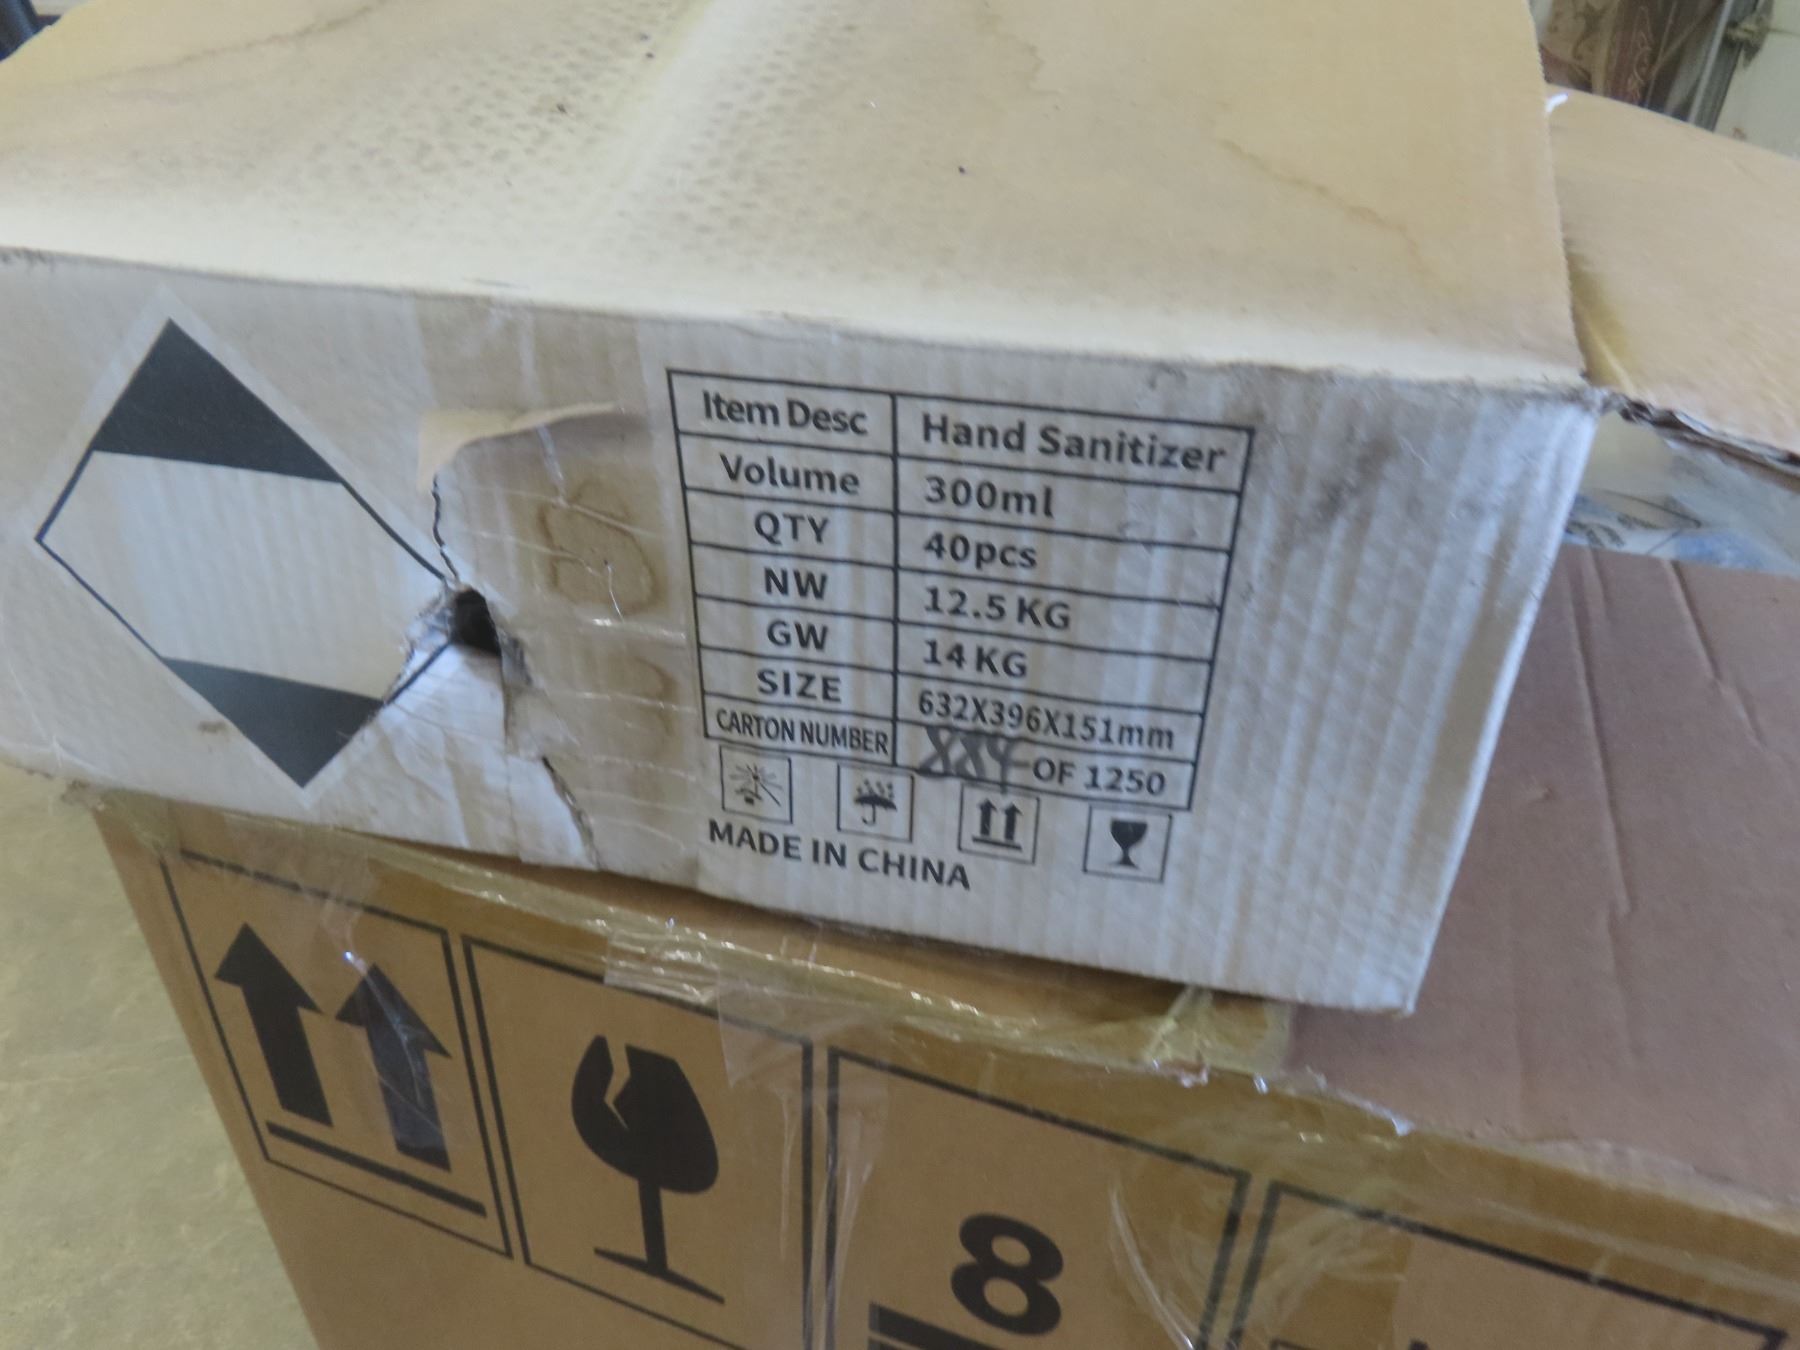 Item Desc Hand Sanitizer
Volume 300ml
QTY 40pcs
NW 12.5 KG
GW 14 KG
SIZE 632X396X151mm
CARTON NUMBER 884 OF 1250
MADE IN CHINA
8